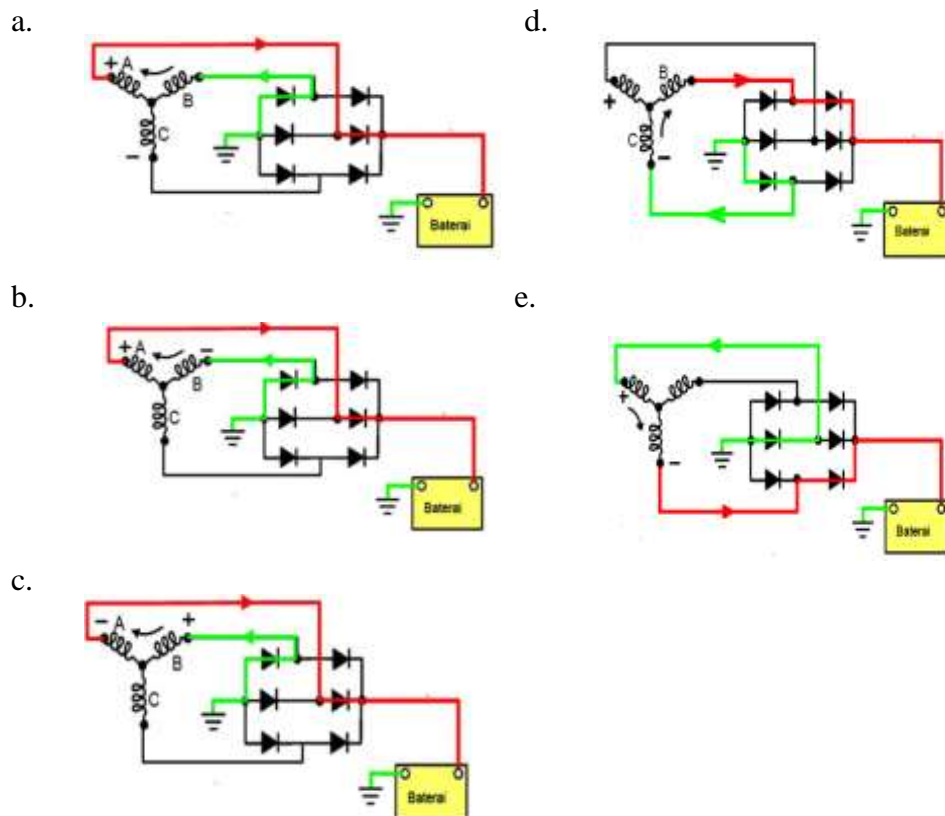 a.
+ A
B
C
-
Baterai
b.
+ A -
B
C
Baterai
c.
- A +
B
C
Baterai
d.
B
+
C -
Baterai
e.
+
-
Baterai